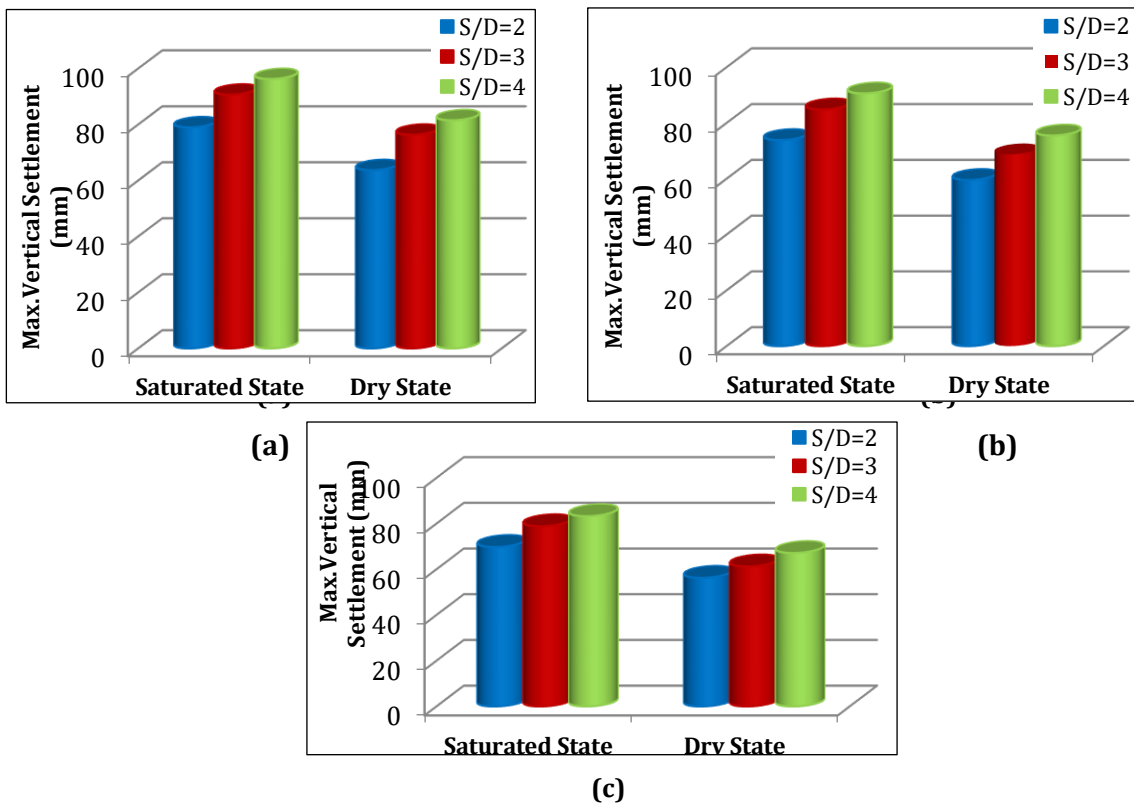 S/D=2
S/D=3
S/D=4
100
80
60
40
20
0
Max.Vertical Settlement
(mm)
Saturated State
Dry State
(a)
S/D=2
S/D=3
S/D=4
100
80
60
40
20
0
Max.Vertical Settlement
(mm)
Saturated State
Dry State
(b)
S/D=2
S/D=3
S/D=4
100
80
60
40
20
0
Max.Vertical
Settlement (mm)
Saturated State
Dry State
(c)